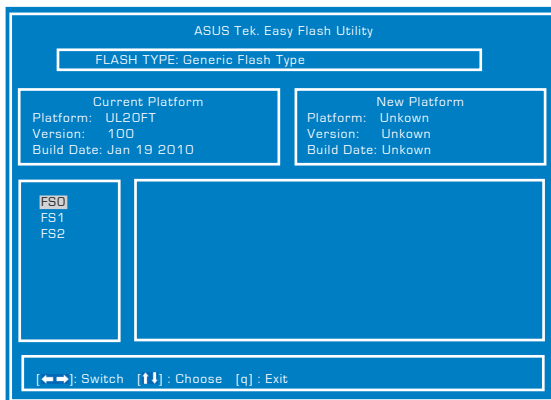 ASUS Tek. Easy Flash Utility
FLASH TYPE: Generic Flash Type
Current Platform
Platform: UL20FT
Version: 100
Build Date: Jan 19 2010
New Platform
Platform: Unkown
Version: Unkown
Build Date: Unkown
FS0
FS1
FS2
[←→]: Switch [↑↓] : Choose [q] : Exit